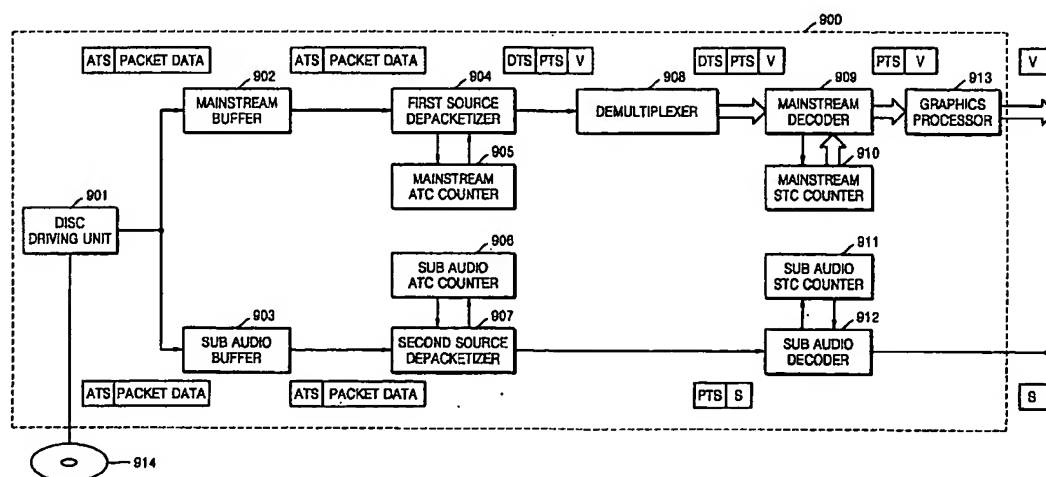 900
ATS PACKET DATA
ATS PACKET DATA
DTS PTS V
DTS PTS V
PTS V
V
902
MAINSTREAM
BUFFER
904
FIRST SOURCE
DEPACKETIZER
908
DEMULTIPLEXER
909
MAINSTREAM
DECODER
913
GRAPHICS
PROCESSOR
905
MAINSTREAM
ATC COUNTER
910
MAINSTREAM
STC COUNTER
901
DISC
DRIVING UNIT
906
SUB AUDIO
ATC COUNTER
911
SUB AUDIO
STC COUNTER
903
SUB AUDIO
BUFFER
907
SECOND SOURCE
DEPACKETIZER
912
SUB AUDIO
DECODER
ATS PACKET DATA
ATS PACKET DATA
PTS S
S
914